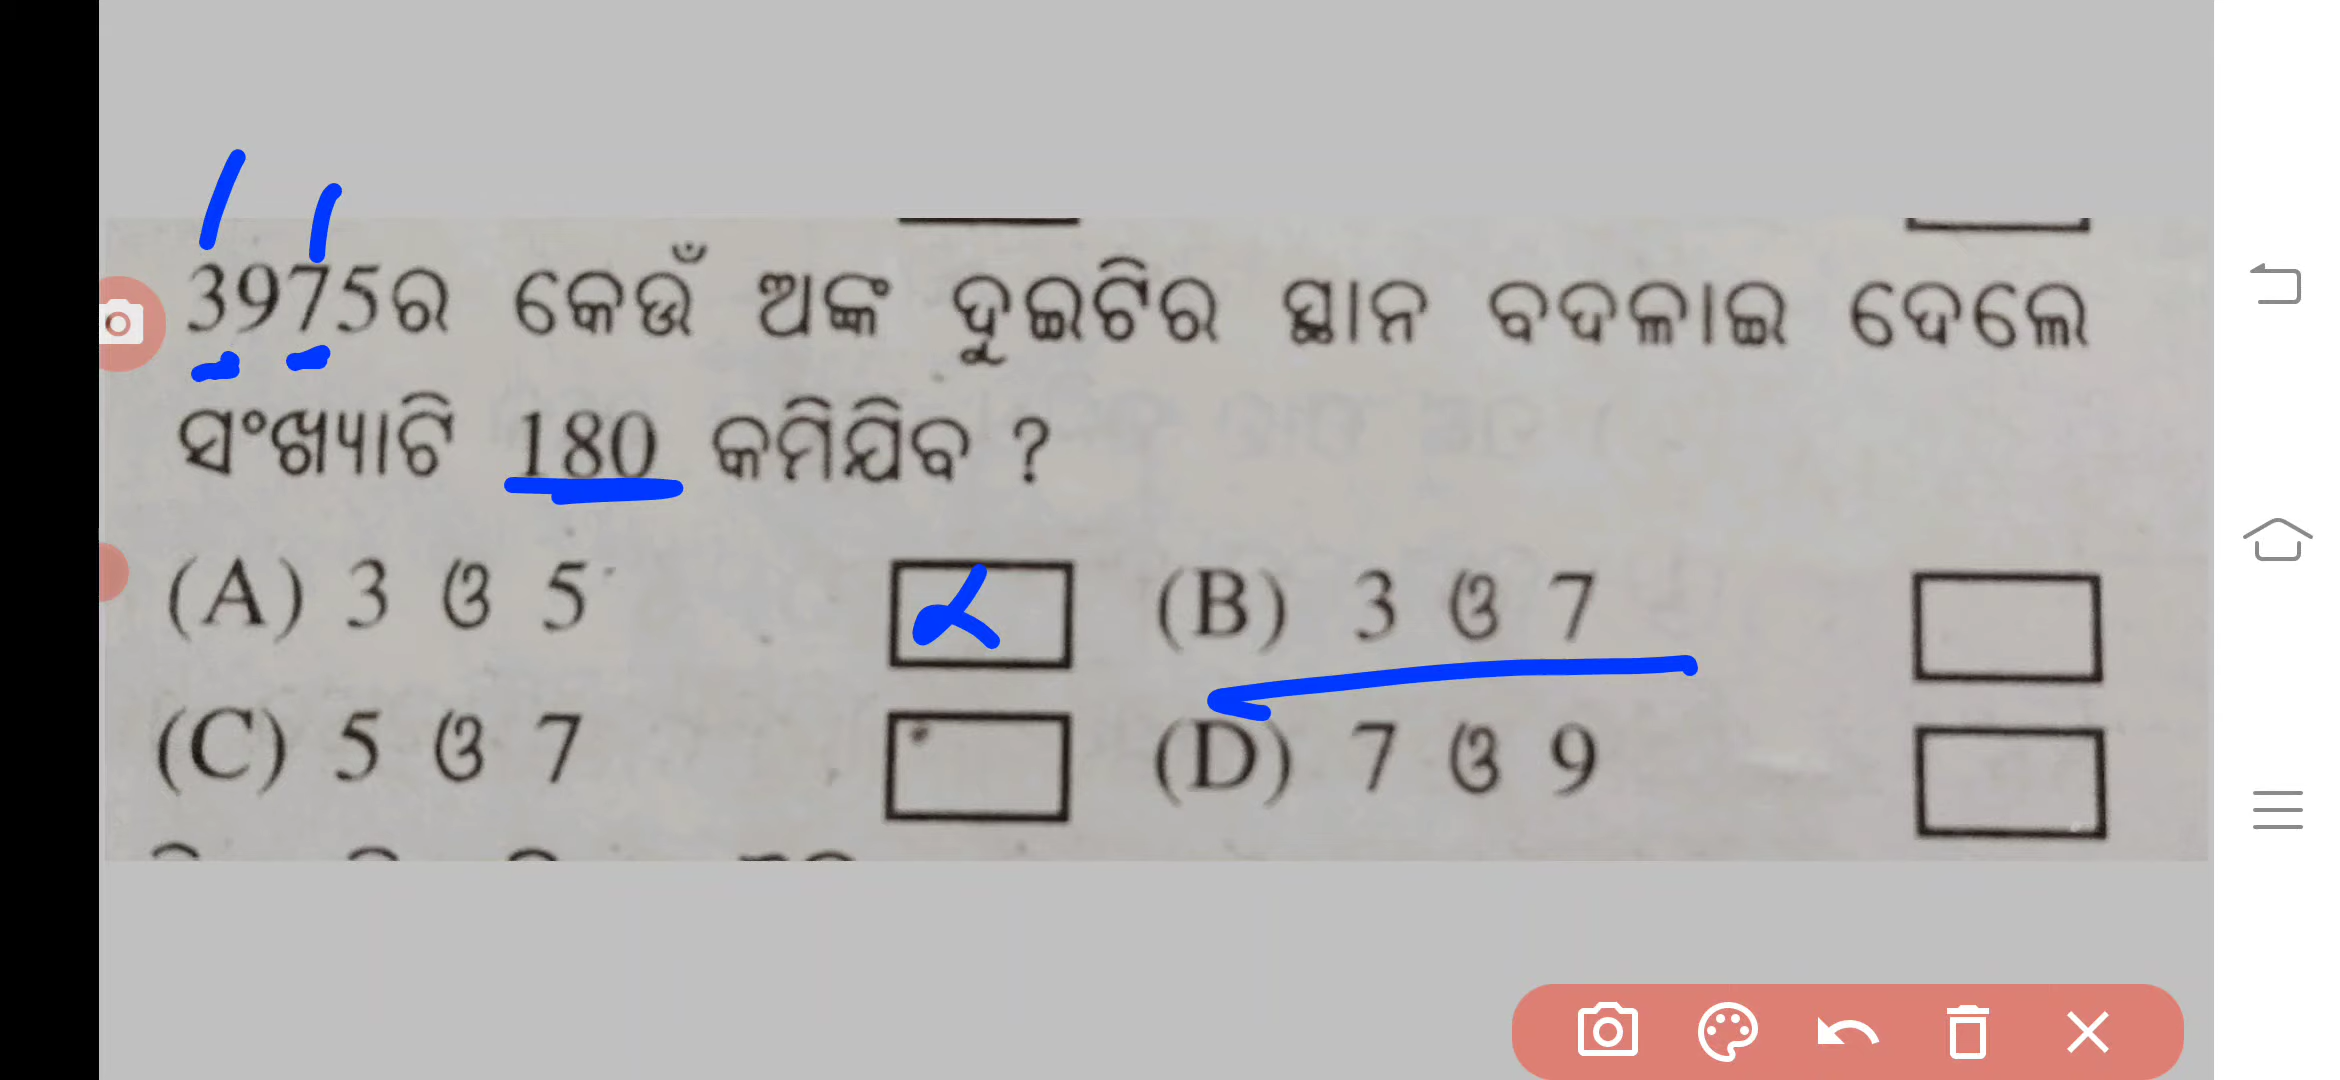 3975ର କେଉଁ ଅଙ୍କ ଦୁଇଟିର ସ୍ଥାନ ବଦଳାଇ ଦେଲେ
ସଂଖ୍ୟାଟି 180 କମିଯିବ ?
(A) 3 ଓ 5 (B) 3 ଓ 7
(C) 5 ଓ 7 (D) 7 ଓ 9